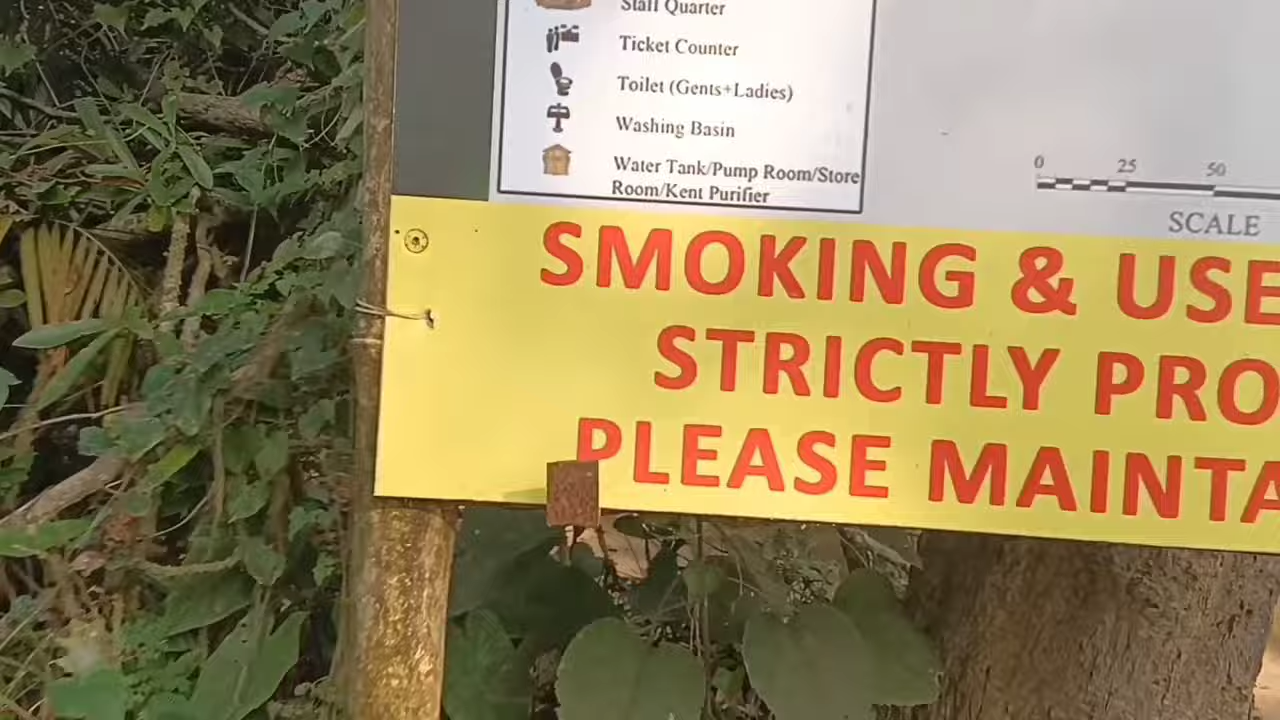 Staff Quarter
Ticket Counter
Toilet (Gents+Ladies)
Washing Basin
Water Tank/Pump Room/Store
Room/Kent Purifier
0 25 50
SCALE
SMOKING & USE
STRICTLY PRO
PLEASE MAINTA